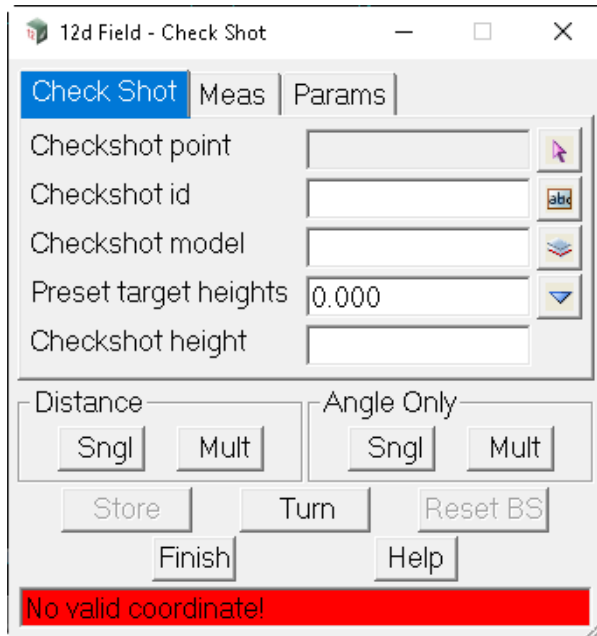 12d Field - Check Shot
Check Shot Meas Params
Checkshot point
Checkshot id abc
Checkshot model
Preset target heights 0.000
Checkshot height
Distance Angle Only
Sngl Mult Sngl Mult
Store Turn Reset BS
Finish Help
No valid coordinate!